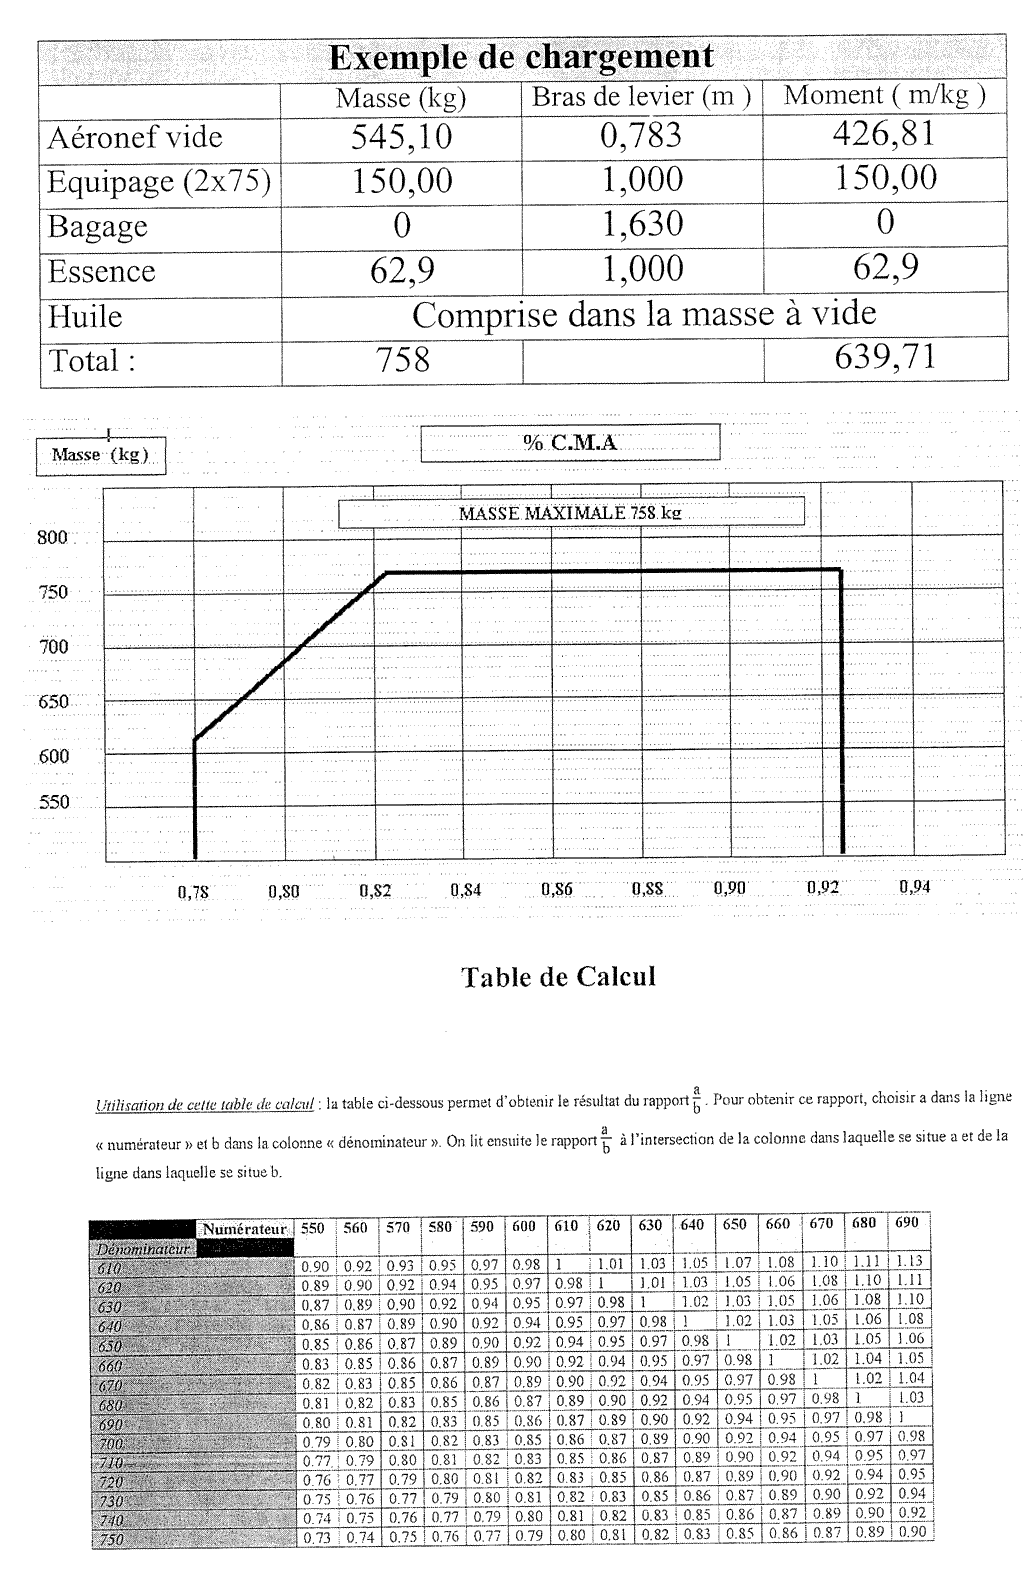 Exemple de chargement
Masse (kg) Bras de levier (m ) Moment ( m/kg )
Aéronef vide 545,10 0,783 426,81
Equipage (2x75) 150,00 1,000 150,00
Bagage 0 1,630 0
Essence 62,9 1,000 62,9
Huile Comprise dans la masse à vide
Total : 758 639,71
Masse (kg)
% C.M.A
MASSE MAXIMALE 758 kg
800
750
700
650
600
550
0,78 0,80 0,82 0,84 0,86 0,88 0,90 0,92 0,94
Table de Calcul
Utilisation de cette table de calcul : la table ci-dessous permet d'obtenir le résultat du rapport a/b . Pour obtenir ce rapport, choisir a dans la ligne
« numérateur » et b dans la colonne « dénominateur ». On lit ensuite le rapport a/b à l'intersection de la colonne dans laquelle se situe a et de la
ligne dans laquelle se situe b.
Numérateur 550 560 570 580 590 600 610 620 630 640 650 660 670 680 690
Dénominateur
610 0.90 0.92 0.93 0.95 0.97 0.98 1 1.01 1.03 1.05 1.07 1.08 1.10 1.11 1.13
620 0.89 0.90 0.92 0.94 0.95 0.97 0.98 1 1.01 1.03 1.05 1.06 1.08 1.10 1.11
630 0.87 0.89 0.90 0.92 0.94 0.95 0.97 0.98 1 1.02 1.03 1.05 1.06 1.08 1.10
640 0.86 0.87 0.89 0.90 0.92 0.94 0.95 0.97 0.98 1 1.02 1.03 1.05 1.06 1.08
650 0.85 0.86 0.87 0.89 0.90 0.92 0.94 0.95 0.97 0.98 1 1.02 1.03 1.05 1.06
660 0.83 0.85 0.86 0.87 0.89 0.90 0.92 0.94 0.95 0.97 0.98 1 1.02 1.04 1.05
670 0.82 0.83 0.85 0.86 0.87 0.89 0.90 0.92 0.94 0.95 0.97 0.98 1 1.02 1.04
680 0.81 0.82 0.83 0.85 0.86 0.87 0.89 0.90 0.92 0.94 0.95 0.97 0.98 1 1.03
690 0.80 0.81 0.82 0.83 0.85 0.86 0.87 0.89 0.90 0.92 0.94 0.95 0.97 0.98 1
700 0.79 0.80 0.81 0.82 0.83 0.85 0.86 0.87 0.89 0.90 0.92 0.94 0.95 0.97 0.98
710 0.77 0.79 0.80 0.81 0.82 0.83 0.85 0.86 0.87 0.89 0.90 0.92 0.94 0.95 0.97
720 0.76 0.77 0.79 0.80 0.81 0.82 0.83 0.85 0.86 0.87 0.89 0.90 0.92 0.94 0.95
730 0.75 0.76 0.77 0.79 0.80 0.81 0.82 0.83 0.85 0.86 0.87 0.89 0.90 0.92 0.94
740 0.74 0.75 0.76 0.77 0.79 0.80 0.81 0.82 0.83 0.85 0.86 0.87 0.89 0.90 0.92
750 0.73 0.74 0.75 0.76 0.77 0.79 0.80 0.81 0.82 0.83 0.85 0.86 0.87 0.89 0.90